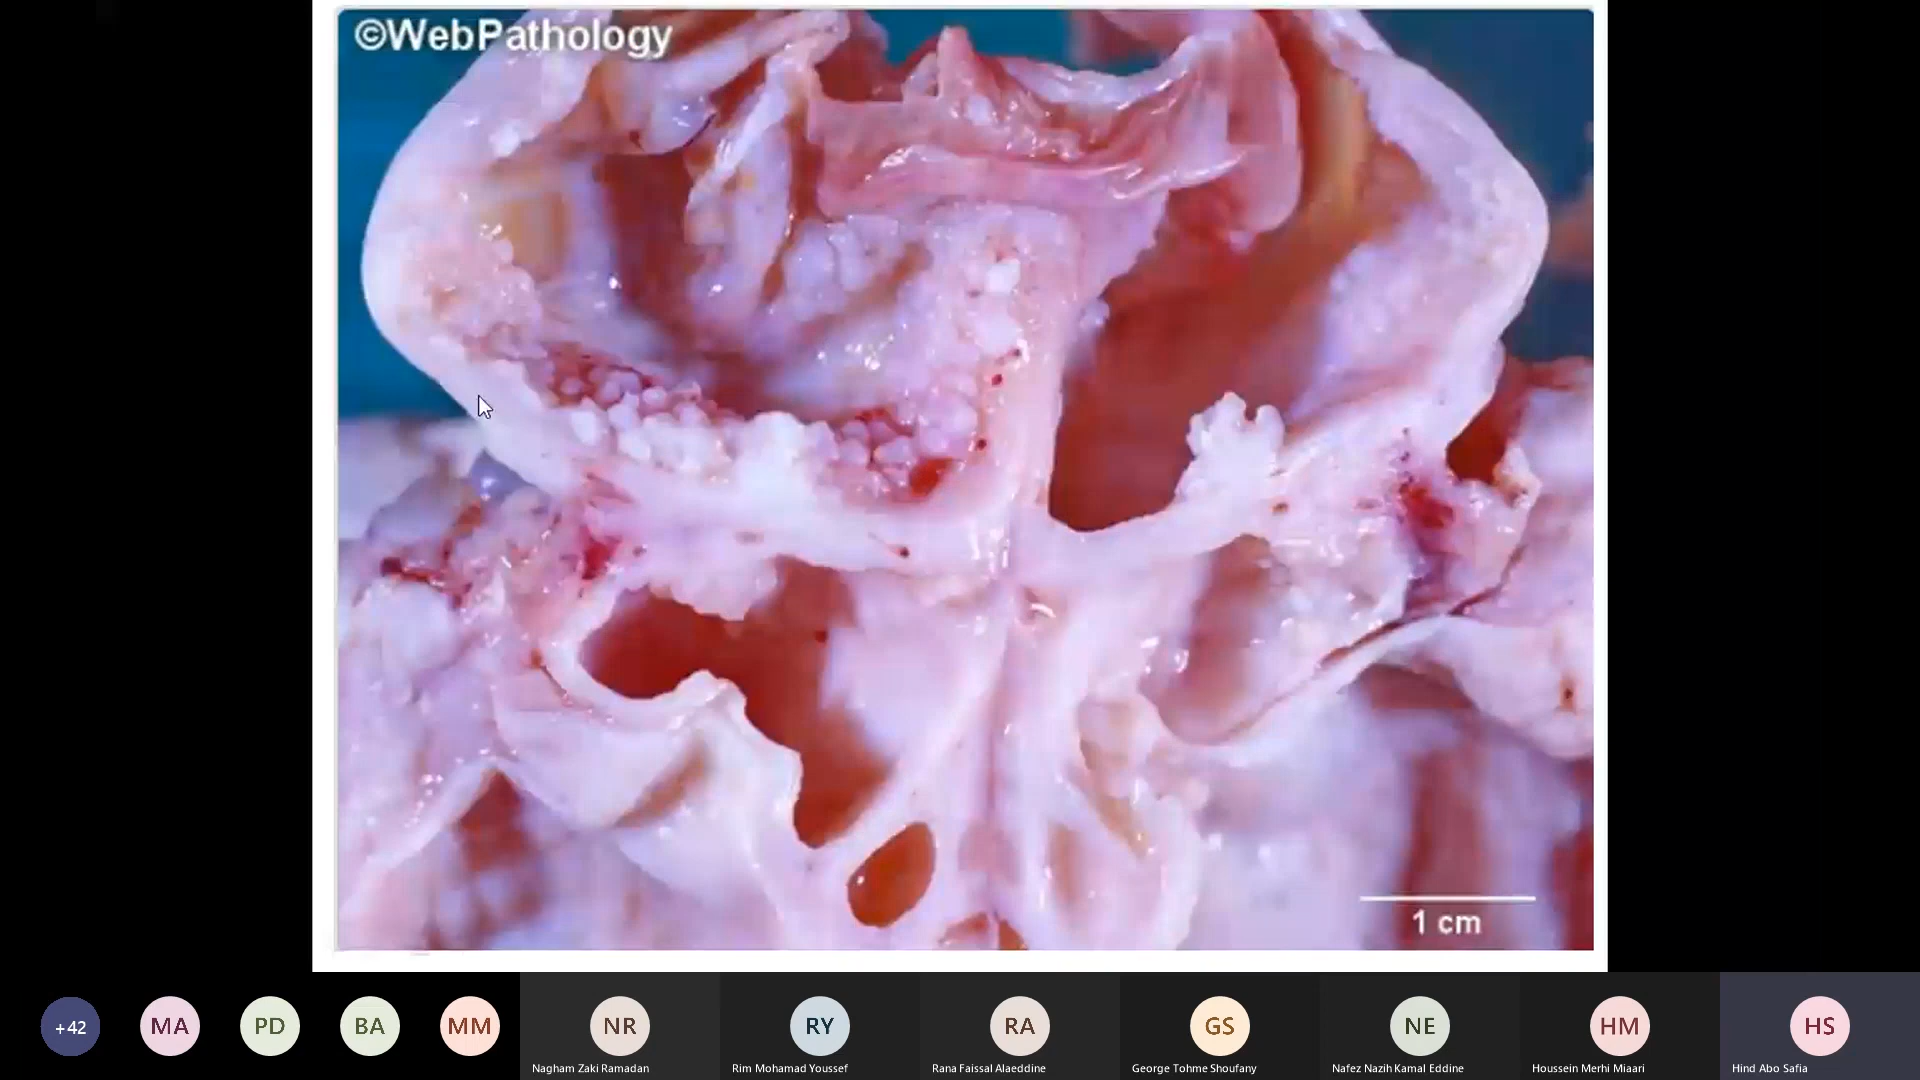 ©WebPathology
1 cm
+42
MA
PD
BA
MM
NR
RY
RA
GS
NE
HM
HS
Nagham Zaki Ramadan
Rim Mohamad Youssef
Rana Faissal Alaeddine
George Tohme Shoufany
Nafez Nazih Kamal Eddine
Houssein Merhi Miaari
Hind Abo Safia